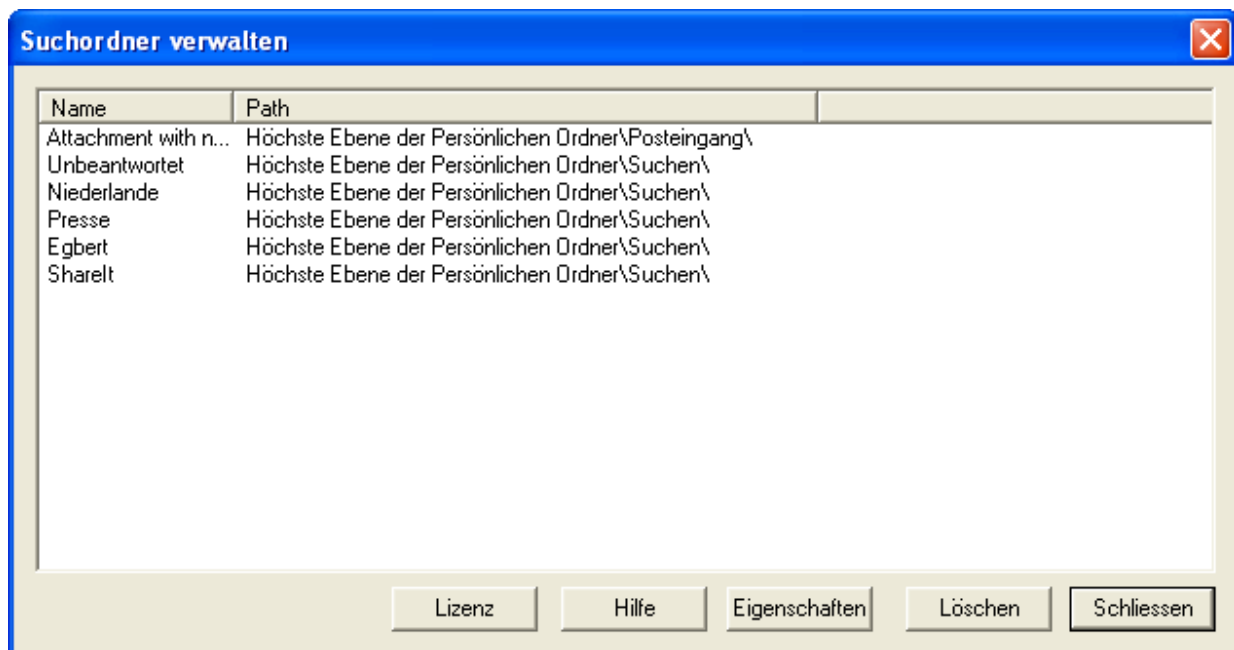 Suchordner verwalten
Name Path
Attachment with n... Höchste Ebene der Persönlichen Ordner\Posteingang\
Unbeantwortet Höchste Ebene der Persönlichen Ordner\Suchen\
Niederlande Höchste Ebene der Persönlichen Ordner\Suchen\
Presse Höchste Ebene der Persönlichen Ordner\Suchen\
Egbert Höchste Ebene der Persönlichen Ordner\Suchen\
ShareIt Höchste Ebene der Persönlichen Ordner\Suchen\
Lizenz Hilfe Eigenschaften Löschen Schliessen